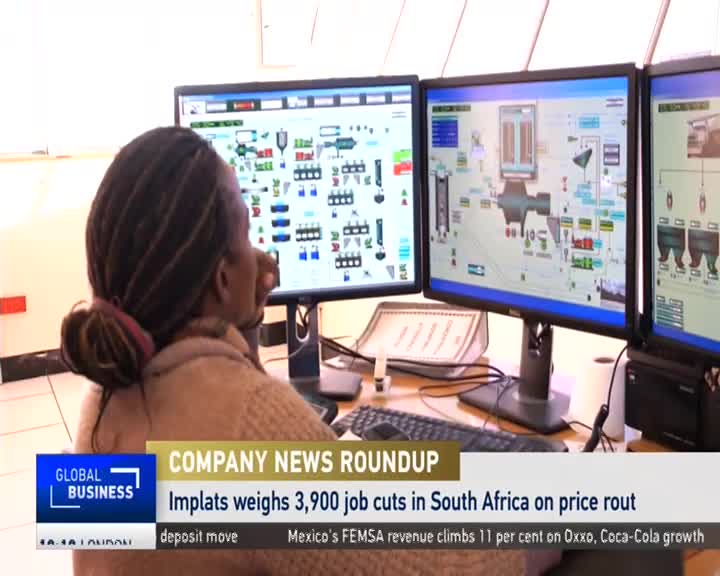 COMPANY NEWS ROUNDUP
GLOBAL
BUSINESS
Implats weighs 3,900 job cuts in South Africa on price rout
LONDON
deposit move
Mexico's FEMSA revenue climbs 11 per cent on Oxxo, Coca-Cola growth